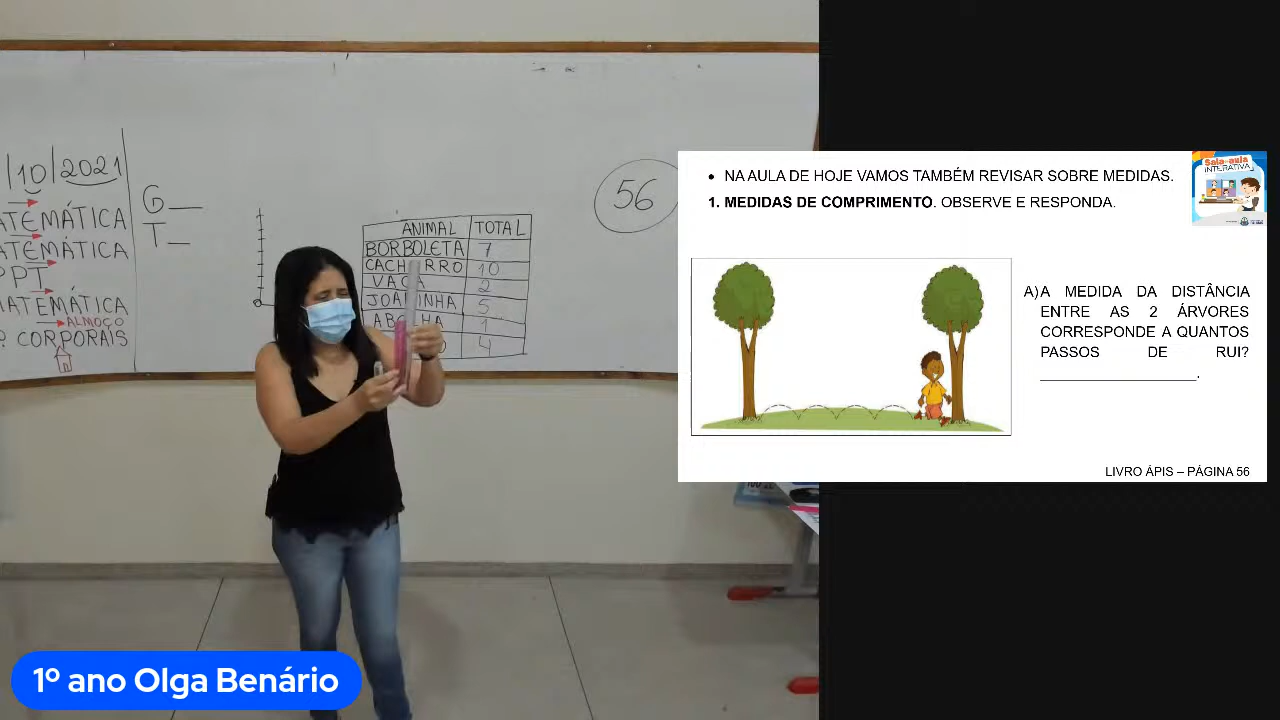 /10/2021
ATEMÁTICA
ATEMÁTICA
PPT
MATEMÁTICA
ALMOÇO
CORPORAIS
G
T
ANIMAL TOTAL
BORBOLETA 7
CACHORRO 10
VACA 2
JOANINHA 5
1
4
56
• NA AULA DE HOJE VAMOS TAMBÉM REVISAR SOBRE MEDIDAS.
1. MEDIDAS DE COMPRIMENTO. OBSERVE E RESPONDA.
Sala de aula
INTERATIVA
A) A MEDIDA DA DISTÂNCIA
ENTRE AS 2 ÁRVORES
CORRESPONDE A QUANTOS
PASSOS DE RUI?
LIVRO ÁPIS – PÁGINA 56
1º ano Olga Benário